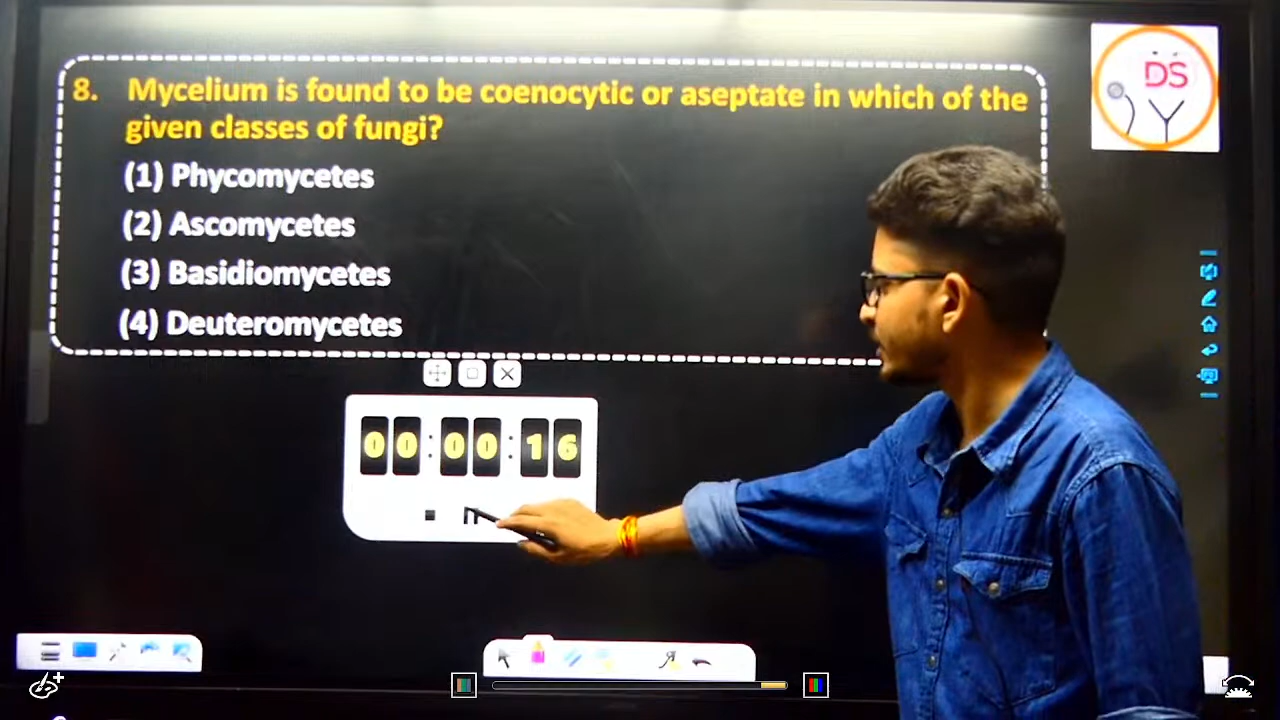 8. Mycelium is found to be coenocytic or aseptate in which of the
given classes of fungi?
(1) Phycomycetes
(2) Ascomycetes
(3) Basidiomycetes
(4) Deuteromycetes
00:00:16
DS